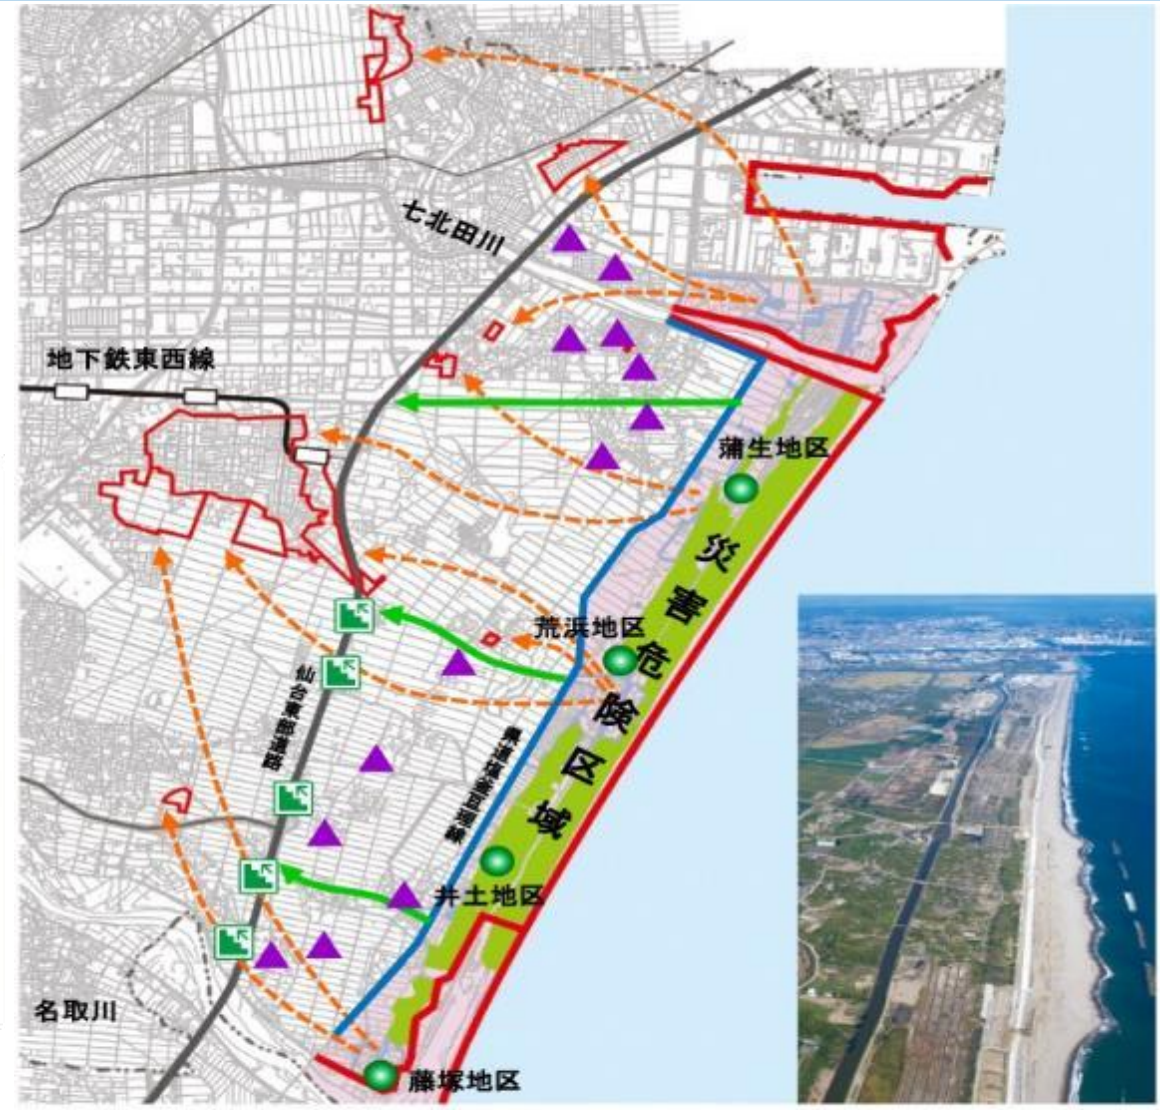 七北田川
地下鉄東西線
蒲生地区
災害危険区域
荒浜地区
仙台東部道路
県道塩釜亘理線
井土地区
名取川
藤塚地区